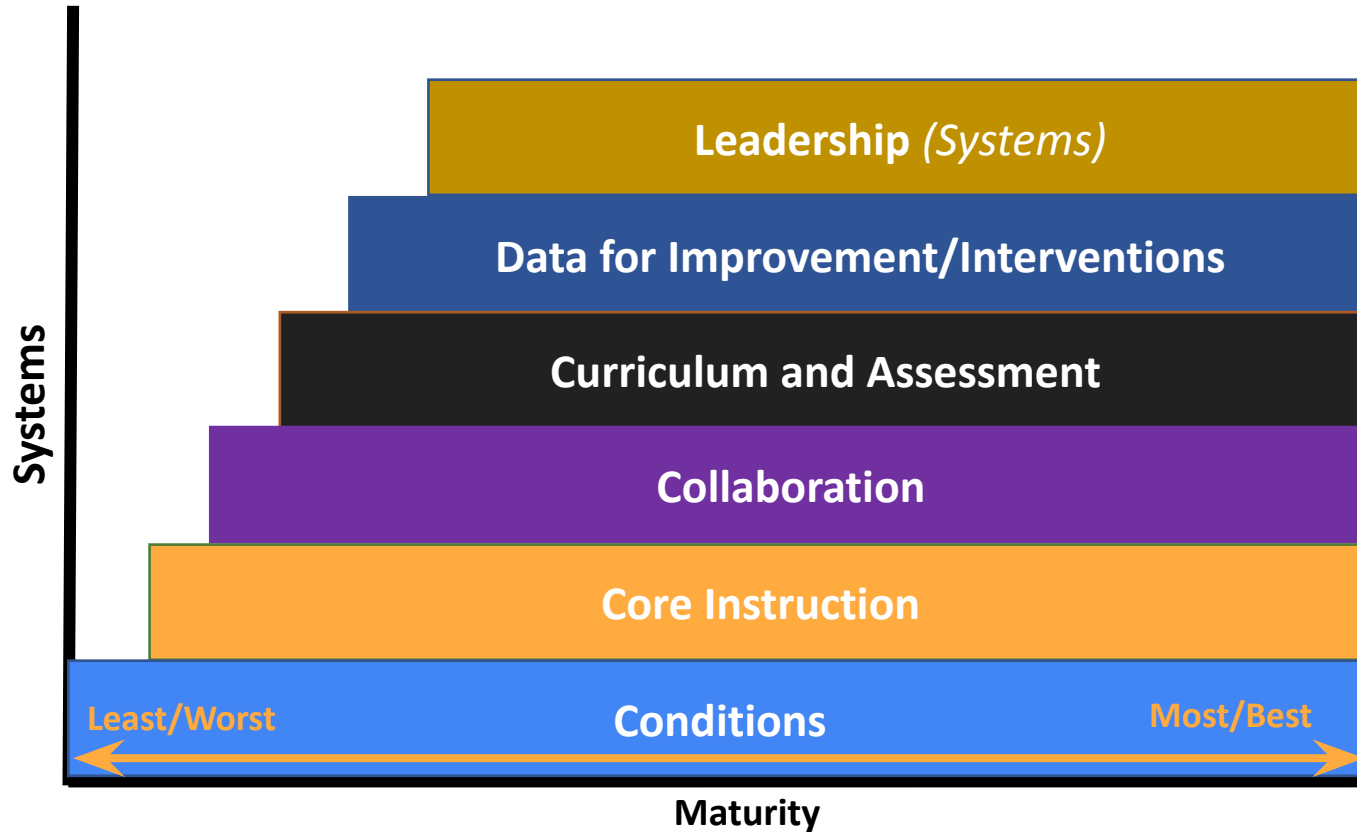 Leadership (Systems)
Data for Improvement/Interventions
Curriculum and Assessment
Collaboration
Core Instruction
Least/Worst
Conditions
Most/Best
Systems
Maturity